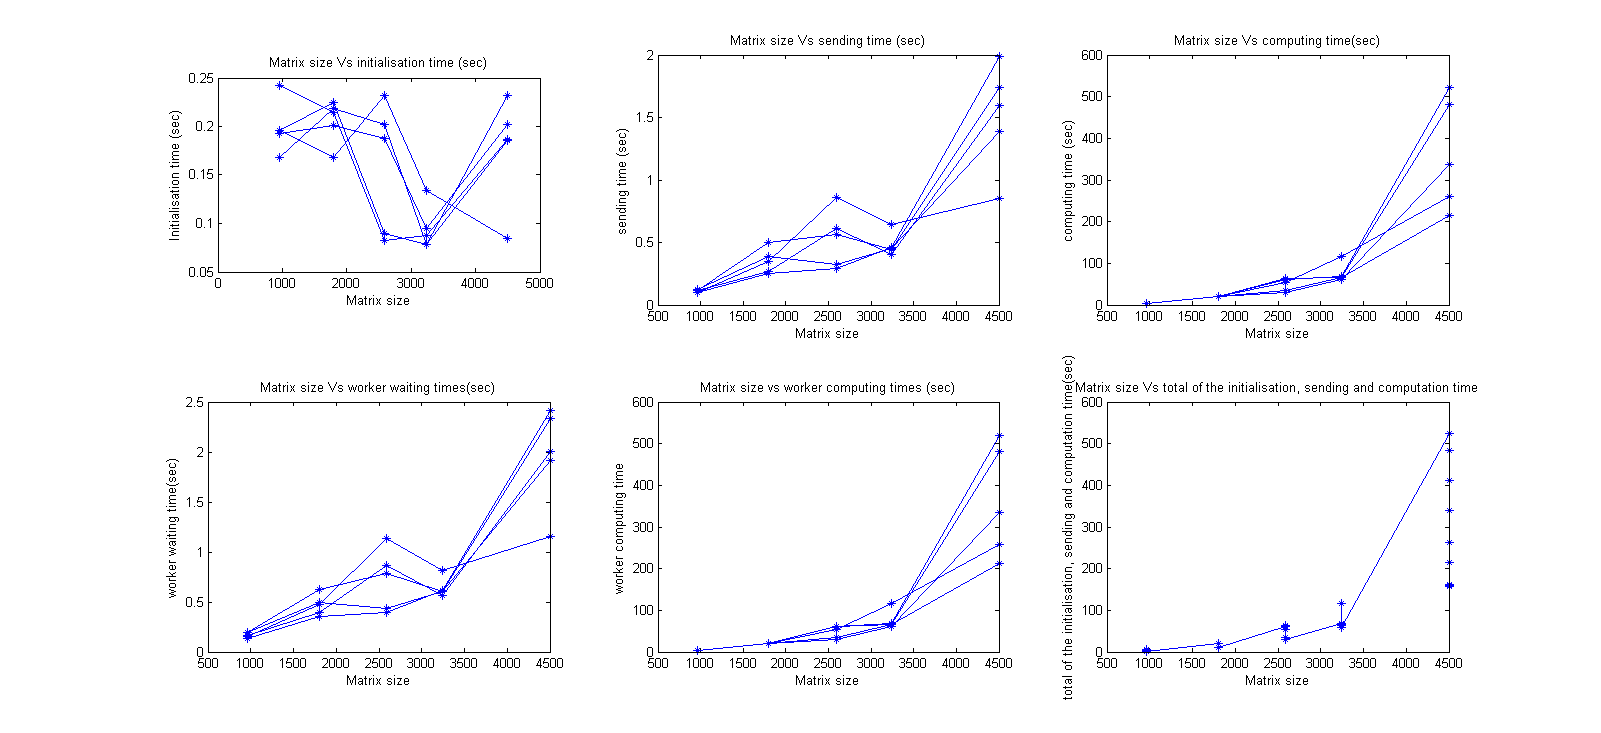 Matrix size Vs initialisation time (sec)
0.25
0.2
0.15
0.1
0.05
Initialisation time (sec)
0 1000 2000 3000 4000 5000
Matrix size
Matrix size Vs sending time (sec)
2
1.5
1
0.5
0
sending time (sec)
500 1000 1500 2000 2500 3000 3500 4000 4500
Matrix size
Matrix size Vs computing time(sec)
600
500
400
300
200
100
0
computing time (sec)
500 1000 1500 2000 2500 3000 3500 4000 4500
Matrix size
Matrix size Vs worker waiting times(sec)
2.5
2
1.5
1
0.5
0
worker waiting time(sec)
500 1000 1500 2000 2500 3000 3500 4000 4500
Matrix size
Matrix size vs worker computing times (sec)
600
500
400
300
200
100
0
worker computing time
500 1000 1500 2000 2500 3000 3500 4000 4500
Matrix size
Matrix size Vs total of the initialisation, sending and computation time
600
500
400
300
200
100
0
total of the initialisation, sending and computation time(sec)
500 1000 1500 2000 2500 3000 3500 4000 4500
Matrix size